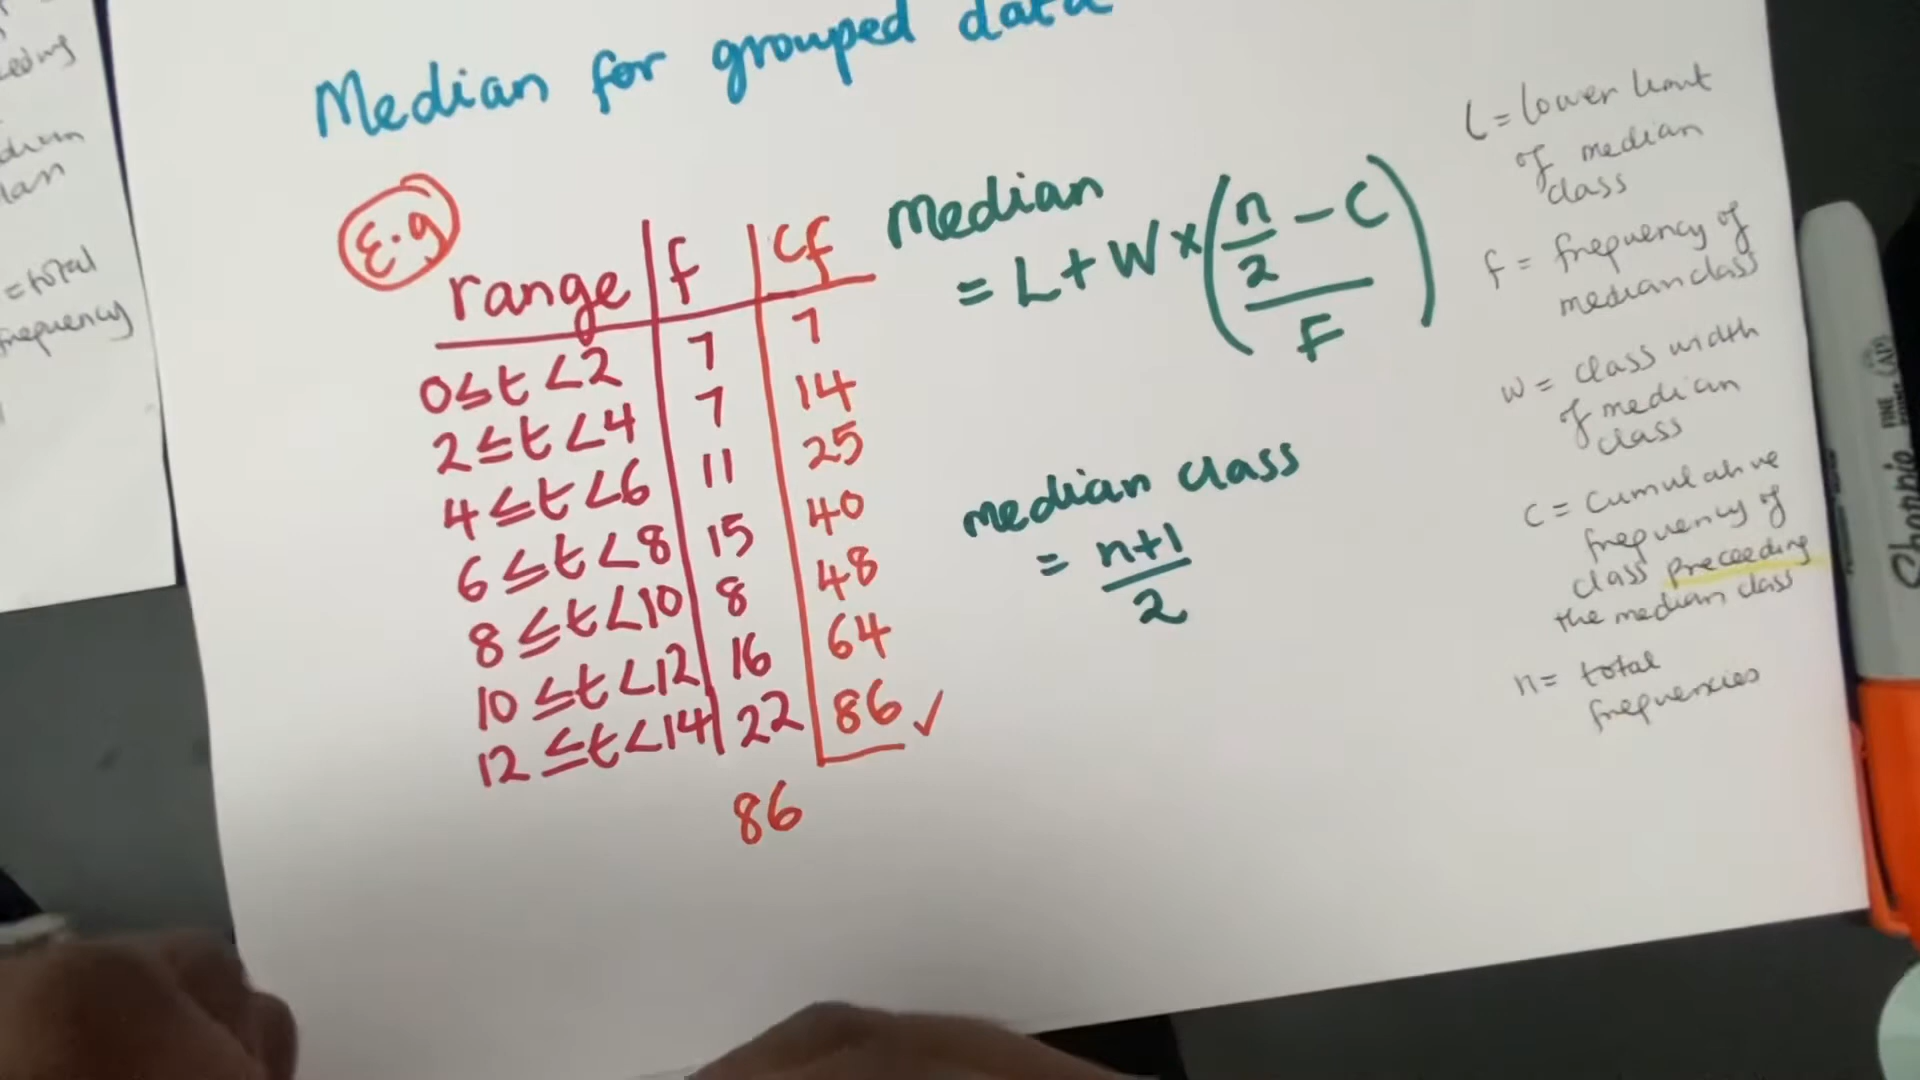 Median for grouped data
E.g
range f cf
0≤t<2 7 7
2≤t<4 7 14
4≤t<6 11 25
6≤t<8 15 40
8≤t<10 8 48
10≤t<12 16 64
12≤t<14 22 86 ✓
86
Median
= L + W × (n/2 − C)/F
median class
= n+1
2
L = lower limit
of median
class
f = frequency of
median class
w = class width
of median
class
C = cumulative
frequency of
class preceeding
the median class
n = total
frequencies
= total
frequency
Sharpie
FINE